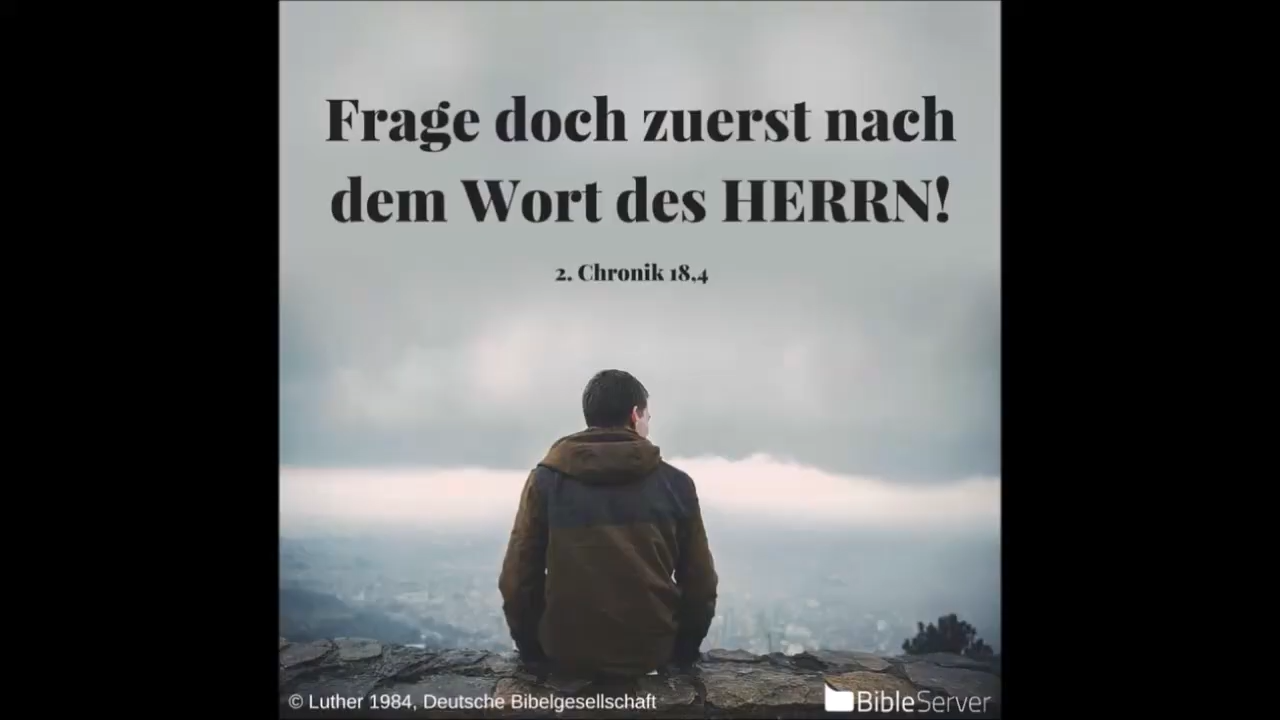 Frage doch zuerst nach
dem Wort des HERRN!
2. Chronik 18,4
© Luther 1984, Deutsche Bibelgesellschaft
BibleServer